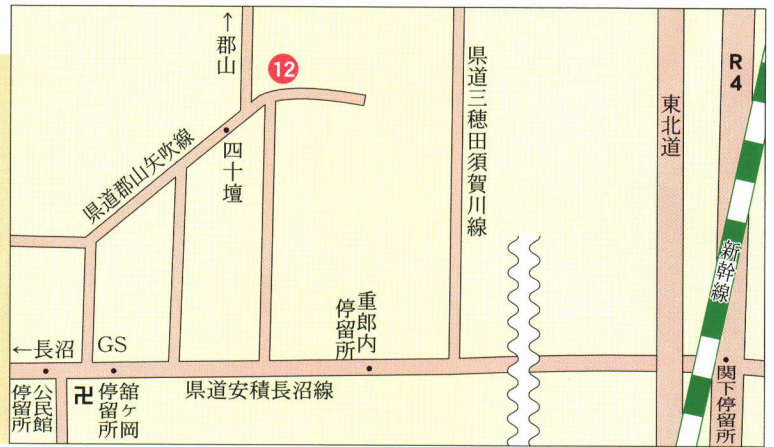 ↑郡山
12
県道三穂田須賀川線
東北道
R4
四十壇
県道郡山矢吹線
新幹線
重郎内
停留所
←長沼
GS
公民館
停留所
卍
舘ヶ岡
停留所
県道安積長沼線
関下停留所